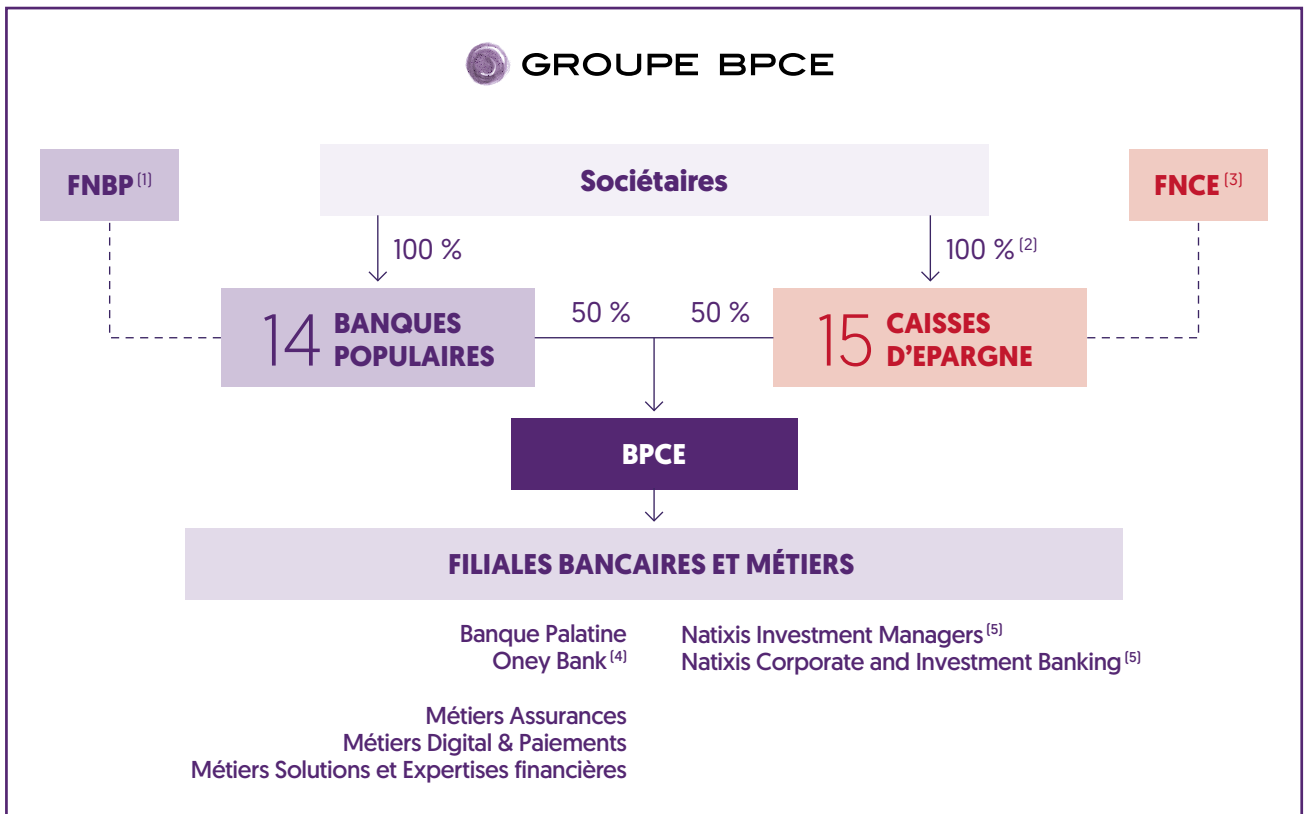 GROUPE BPCE
FNBP (1)
Sociétaires
FNCE (3)
100 %
100 % (2)
14 BANQUES
POPULAIRES
50 %
50 %
15 CAISSES
D'EPARGNE
BPCE
FILIALES BANCAIRES ET MÉTIERS
Banque Palatine
Oney Bank (4)
Natixis Investment Managers (5)
Natixis Corporate and Investment Banking (5)
Métiers Assurances
Métiers Digital & Paiements
Métiers Solutions et Expertises financières